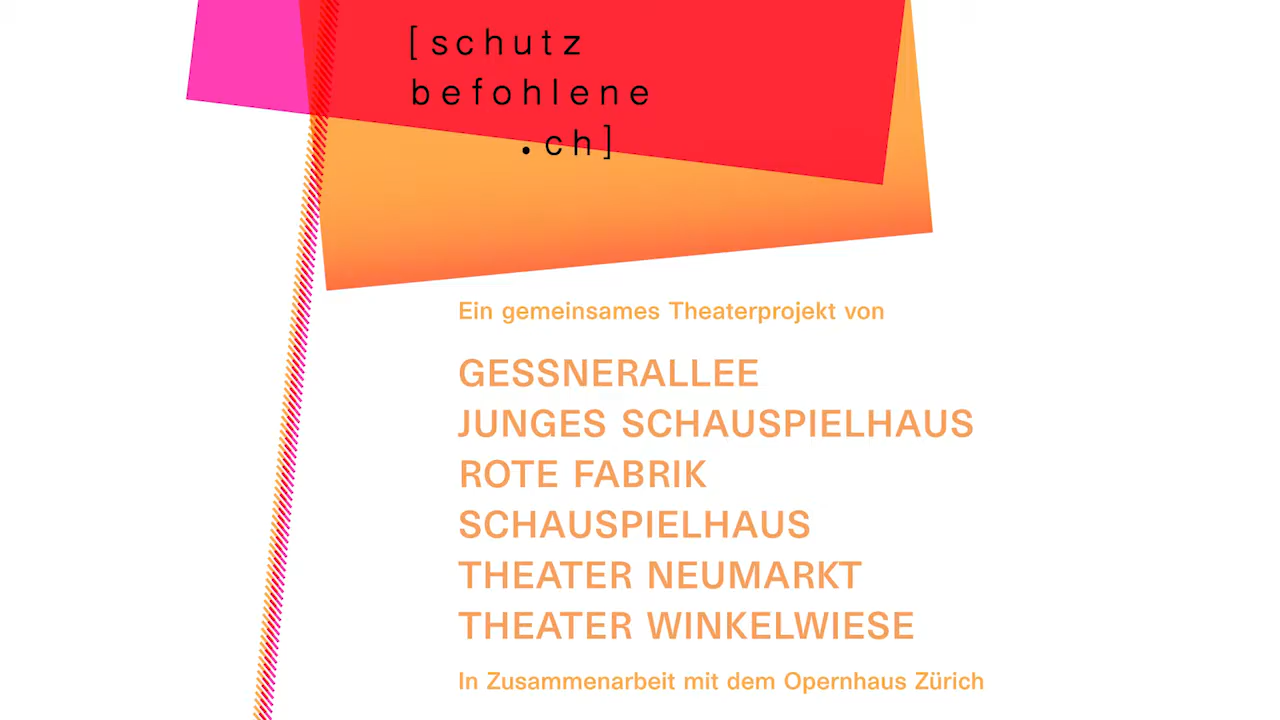 [schutz
befohlene
.ch]
Ein gemeinsames Theaterprojekt von
GESSNERALLEE
JUNGES SCHAUSPIELHAUS
ROTE FABRIK
SCHAUSPIELHAUS
THEATER NEUMARKT
THEATER WINKELWIESE
In Zusammenarbeit mit dem Opernhaus Zürich